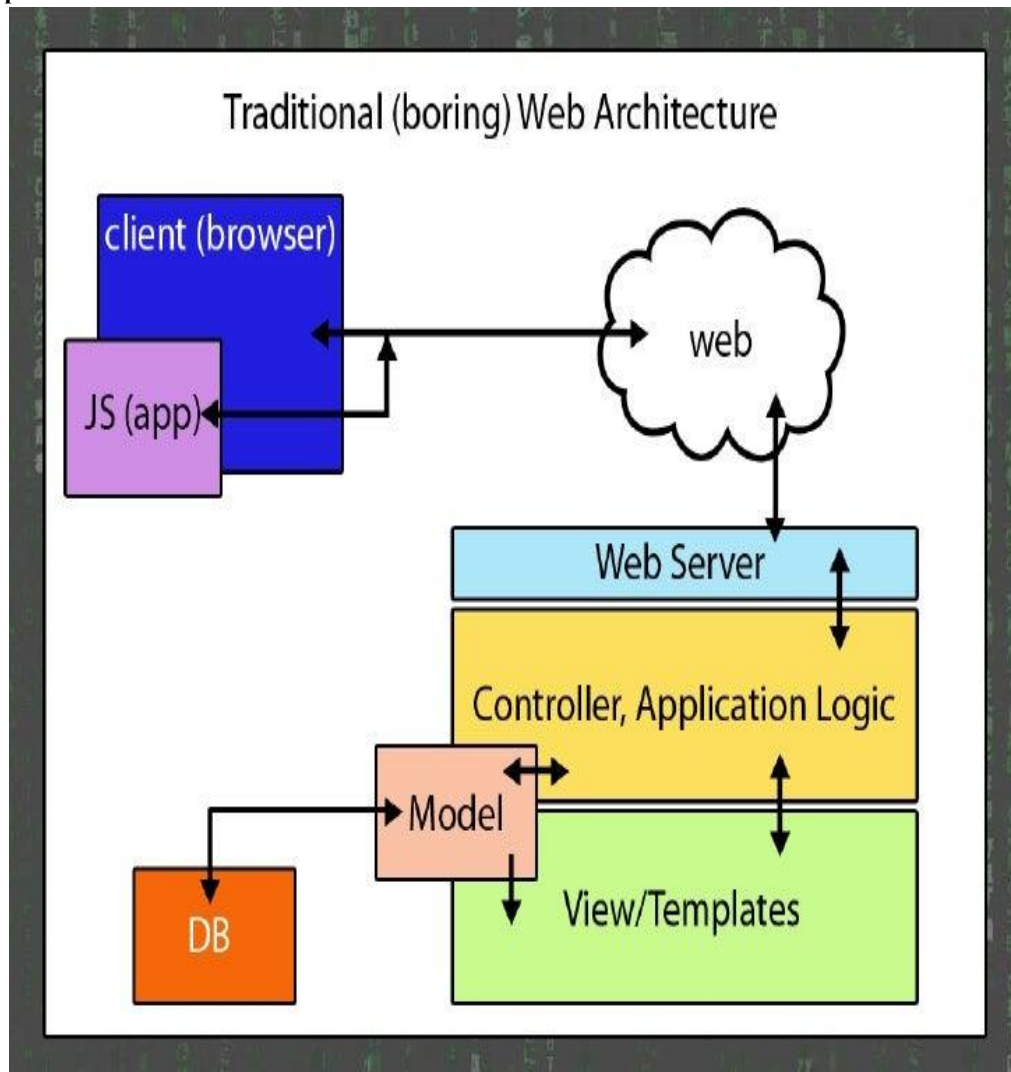 Traditional (boring) Web Architecture
client (browser)
JS (app)
web
Web Server
Controller, Application Logic
Model
View/Templates
DB